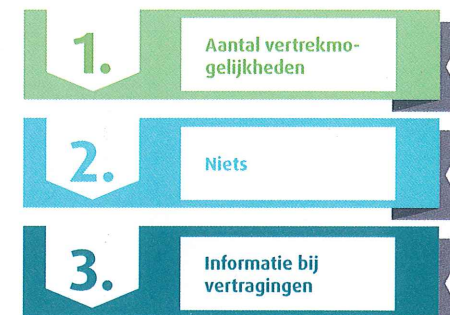 1.
Aantal vertrekmo-
gelijkheden
2.
Niets
3.
Informatie bij
vertragingen